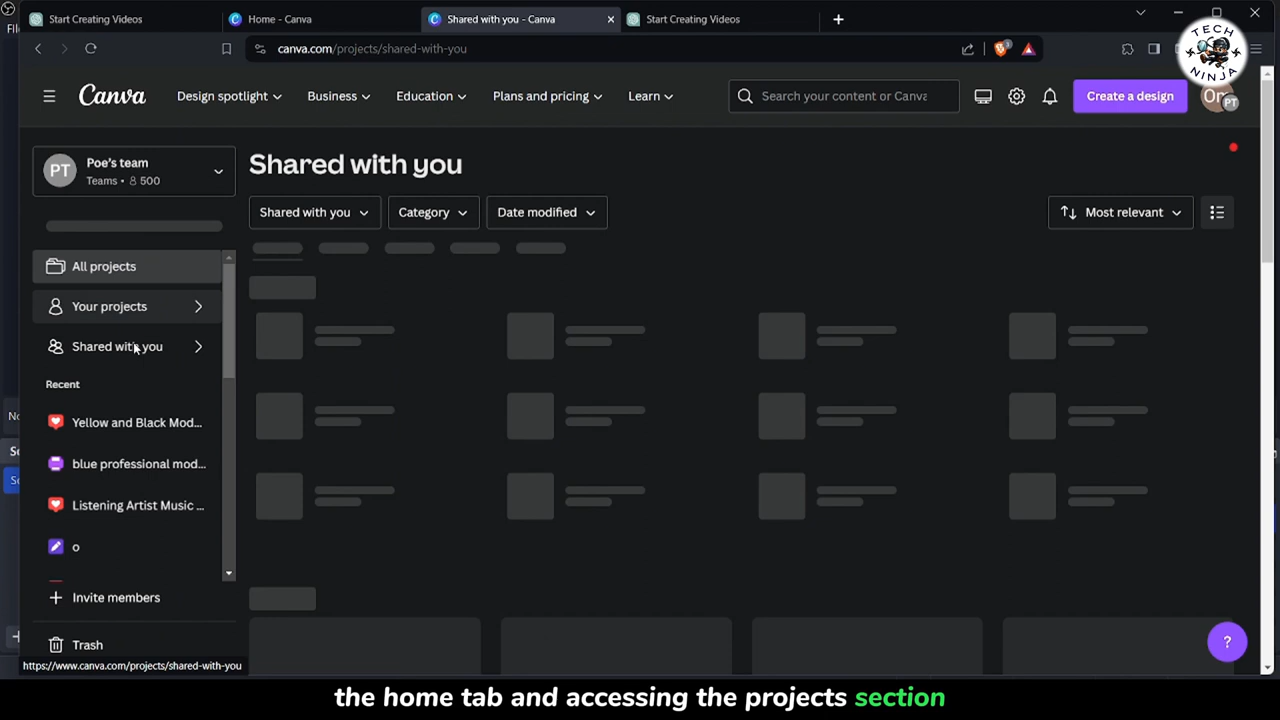 Start Creating Videos
Home - Canva
Shared with you - Canva
Start Creating Videos
canva.com/projects/shared-with-you
TECH
NINJA
Canva
Design spotlight
Business
Education
Plans and pricing
Learn
Search your content or Canva
Create a design
PT
Poe's team
Teams • 500
Shared with you
Shared with you
Category
Date modified
Most relevant
All projects
Your projects
Shared with you
Recent
Yellow and Black Mod...
blue professional mod...
Listening Artist Music ...
o
Invite members
Trash
?
https://www.canva.com/projects/shared-with-you
the home tab and accessing the projects section